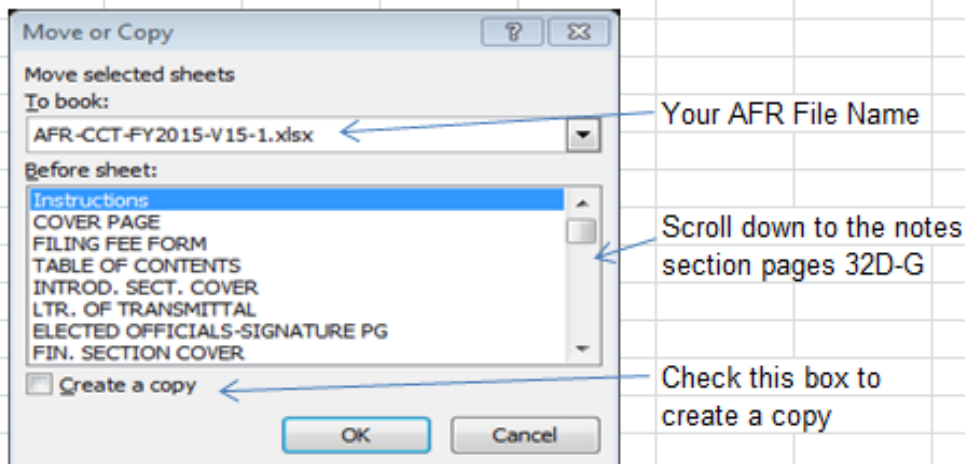 Move or Copy
Move selected sheets
To book:
AFR-CCT-FY2015-V15-1.xlsx
Your AFR File Name
Before sheet:
Instructions
COVER PAGE
FILING FEE FORM
TABLE OF CONTENTS
INTROD. SECT. COVER
LTR. OF TRANSMITTAL
ELECTED OFFICIALS-SIGNATURE PG
FIN. SECTION COVER
Scroll down to the notes
section pages 32D-G
Create a copy
Check this box to
create a copy
OK
Cancel